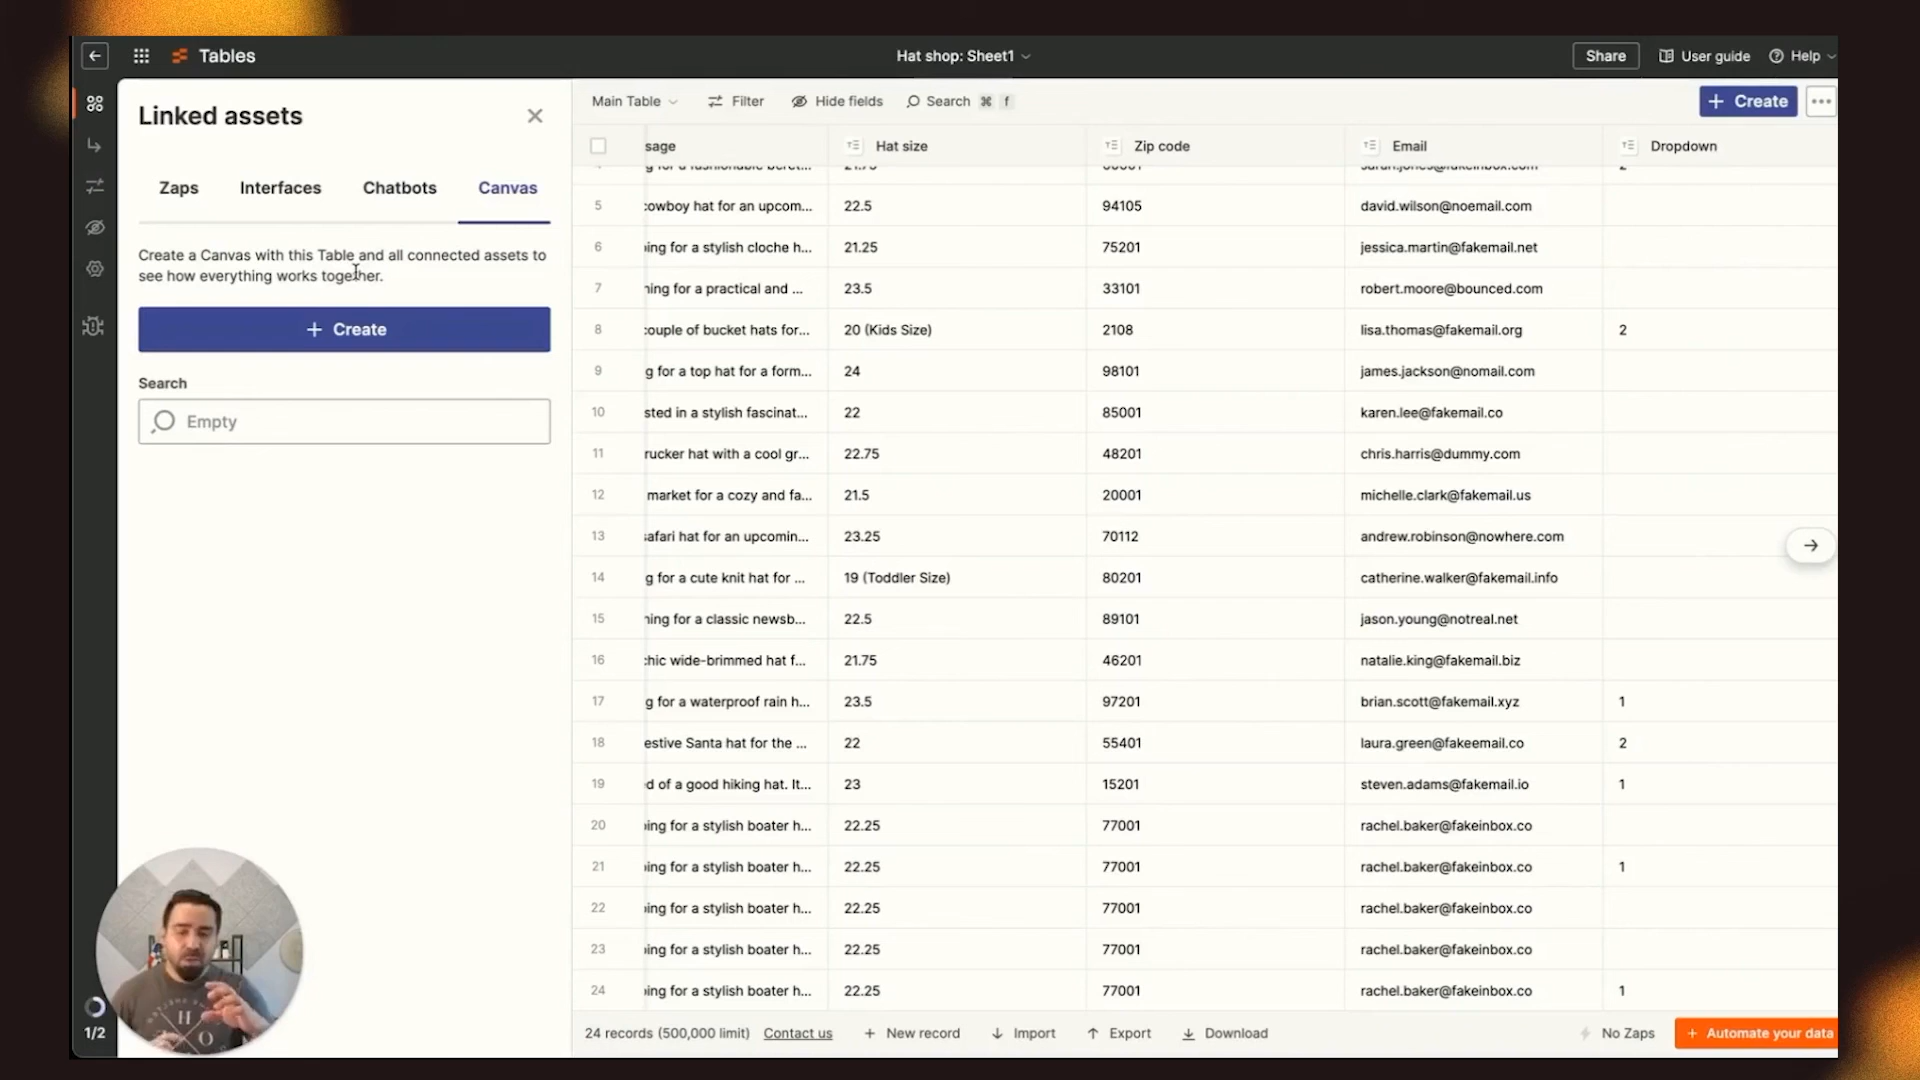 Tables
Hat shop: Sheet1
Share
User guide
Help
Linked assets
Zaps
Interfaces
Chatbots
Canvas
Create a Canvas with this Table and all connected assets to
see how everything works together.
+ Create
Search
Empty
1/2
Main Table
Filter
Hide fields
Search ⌘ f
+ Create
sage Hat size Zip code Email Dropdown
5 cowboy hat for an upcom... 22.5 94105 david.wilson@noemail.com
6 ing for a stylish cloche h... 21.25 75201 jessica.martin@fakemail.net
7 ning for a practical and ... 23.5 33101 robert.moore@bounced.com
8 couple of bucket hats for... 20 (Kids Size) 2108 lisa.thomas@fakemail.org 2
9 g for a top hat for a form... 24 98101 james.jackson@nomail.com
10 sted in a stylish fascinat... 22 85001 karen.lee@fakemail.co
11 rucker hat with a cool gr... 22.75 48201 chris.harris@dummy.com
12 market for a cozy and fa... 21.5 20001 michelle.clark@fakemail.us
13 safari hat for an upcomin... 23.25 70112 andrew.robinson@nowhere.com
14 g for a cute knit hat for ... 19 (Toddler Size) 80201 catherine.walker@fakemail.info
15 ning for a classic newsb... 22.5 89101 jason.young@notreal.net
16 chic wide-brimmed hat f... 21.75 46201 natalie.king@fakemail.biz
17 g for a waterproof rain h... 23.5 97201 brian.scott@fakemail.xyz 1
18 estive Santa hat for the ... 22 55401 laura.green@fakeemail.co 2
19 d of a good hiking hat. It... 23 15201 steven.adams@fakemail.io 1
20 ing for a stylish boater h... 22.25 77001 rachel.baker@fakeinbox.co
21 ing for a stylish boater h... 22.25 77001 rachel.baker@fakeinbox.co 1
22 ing for a stylish boater h... 22.25 77001 rachel.baker@fakeinbox.co
23 ing for a stylish boater h... 22.25 77001 rachel.baker@fakeinbox.co
24 ing for a stylish boater h... 22.25 77001 rachel.baker@fakeinbox.co 1
24 records (500,000 limit) Contact us + New record Import Export Download No Zaps + Automate your data